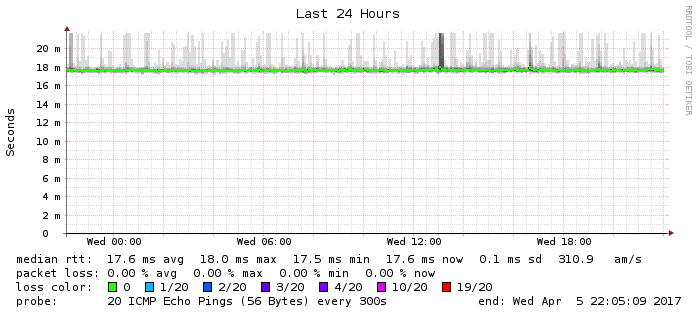 Last 24 Hours
RRDTOOL / TOBI OETIKER
Seconds
20 m
18 m
16 m
14 m
12 m
10 m
8 m
6 m
4 m
2 m
0
Wed 00:00 Wed 06:00 Wed 12:00 Wed 18:00
median rtt: 17.6 ms avg 18.0 ms max 17.5 ms min 17.6 ms now 0.1 ms sd 310.9 am/s
packet loss: 0.00 % avg 0.00 % max 0.00 % min 0.00 % now
loss color: 0 1/20 2/20 3/20 4/20 10/20 19/20
probe: 20 ICMP Echo Pings (56 Bytes) every 300s end: Wed Apr 5 22:05:09 2017